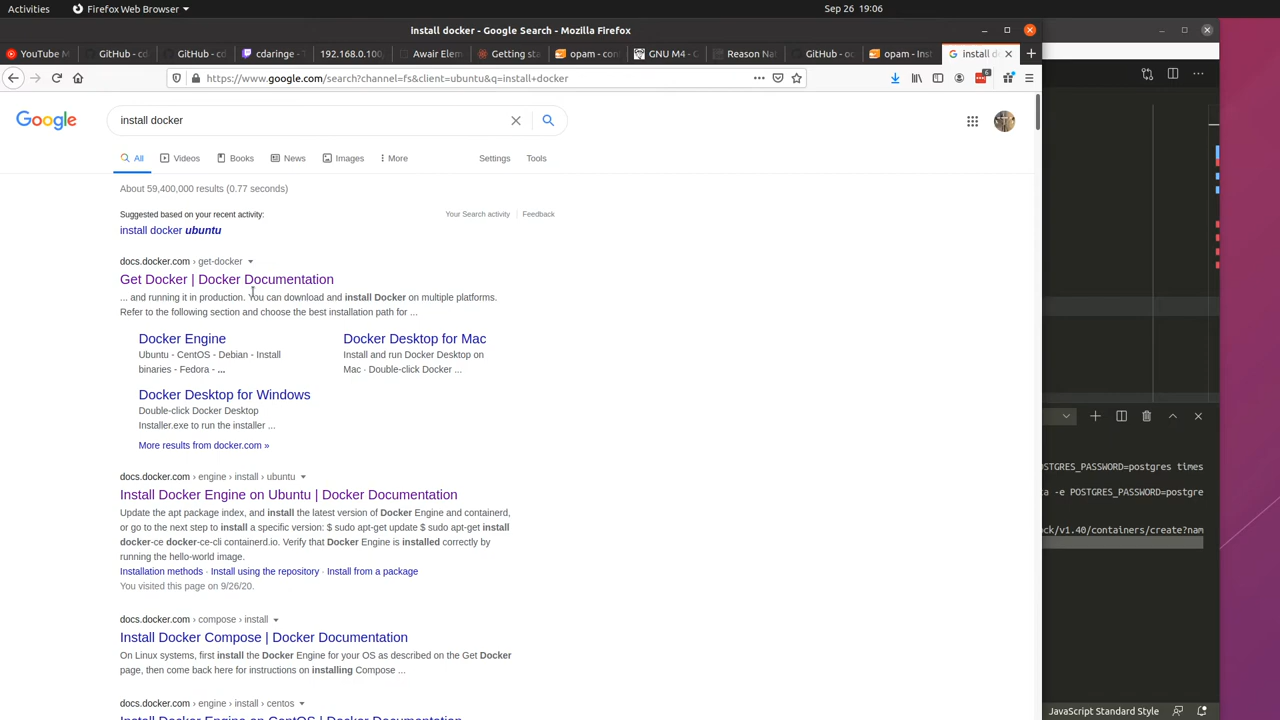 Activities
Firefox Web Browser
Sep 26 19:06
install docker - Google Search - Mozilla Firefox
YouTube M
GitHub - cd
GitHub - cd
cdaringe -
192.168.0.100
Awair Elem
Getting sta
opam - con
GNU M4 - G
Reason Nat
GitHub - oc
opam - Inst
install do
https://www.google.com/search?channel=fs&client=ubuntu&q=install+docker
6
Google
install docker
All
Videos
Books
News
Images
More
Settings
Tools
About 59,400,000 results (0.77 seconds)
Suggested based on your recent activity:
Your Search activity
Feedback
install docker ubuntu
docs.docker.com › get-docker
Get Docker | Docker Documentation
... and running it in production. You can download and install Docker on multiple platforms.
Refer to the following section and choose the best installation path for ...
Docker Engine
Ubuntu - CentOS - Debian - Install
binaries - Fedora - ...
Docker Desktop for Mac
Install and run Docker Desktop on
Mac · Double-click Docker ...
Docker Desktop for Windows
Double-click Docker Desktop
Installer.exe to run the installer ...
More results from docker.com »
docs.docker.com › engine › install › ubuntu
Install Docker Engine on Ubuntu | Docker Documentation
Update the apt package index, and install the latest version of Docker Engine and containerd,
or go to the next step to install a specific version: $ sudo apt-get update $ sudo apt-get install
docker-ce docker-ce-cli containerd.io. Verify that Docker Engine is installed correctly by
running the hello-world image.
Installation methods · Install using the repository · Install from a package
You visited this page on 9/26/20.
docs.docker.com › compose › install
Install Docker Compose | Docker Documentation
On Linux systems, first install the Docker Engine for your OS as described on the Get Docker
page, then come back here for instructions on installing Compose ...
docs.docker.com › engine › install › centos
Install Docker Engine on CentOS | Docker Documentation
OSTGRES_PASSWORD=postgres times
ta -e POSTGRES_PASSWORD=postgre
ock/v1.40/containers/create?nam
JavaScript Standard Style